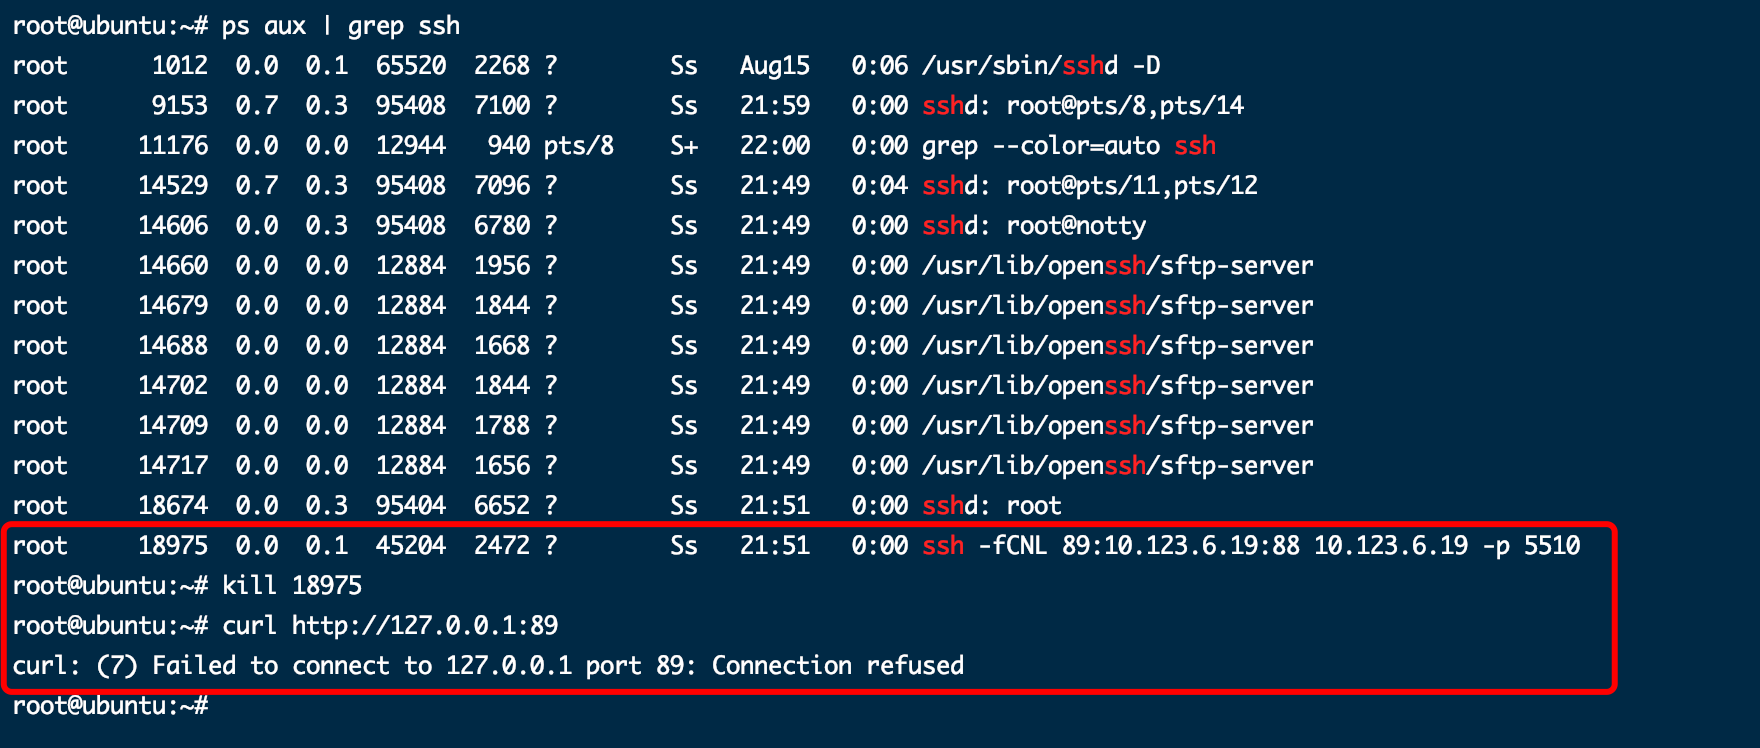 root@ubuntu:~# ps aux | grep ssh
root      1012  0.0  0.1  65520  2268 ?        Ss   Aug15   0:06 /usr/sbin/sshd -D
root      9153  0.7  0.3  95408  7100 ?        Ss   21:59   0:00 sshd: root@pts/8,pts/14
root     11176  0.0  0.0  12944   940 pts/8    S+   22:00   0:00 grep --color=auto ssh
root     14529  0.7  0.3  95408  7096 ?        Ss   21:49   0:04 sshd: root@pts/11,pts/12
root     14606  0.0  0.3  95408  6780 ?        Ss   21:49   0:00 sshd: root@notty
root     14660  0.0  0.0  12884  1956 ?        Ss   21:49   0:00 /usr/lib/openssh/sftp-server
root     14679  0.0  0.0  12884  1844 ?        Ss   21:49   0:00 /usr/lib/openssh/sftp-server
root     14688  0.0  0.0  12884  1668 ?        Ss   21:49   0:00 /usr/lib/openssh/sftp-server
root     14702  0.0  0.0  12884  1844 ?        Ss   21:49   0:00 /usr/lib/openssh/sftp-server
root     14709  0.0  0.0  12884  1788 ?        Ss   21:49   0:00 /usr/lib/openssh/sftp-server
root     14717  0.0  0.0  12884  1656 ?        Ss   21:49   0:00 /usr/lib/openssh/sftp-server
root     18674  0.0  0.3  95404  6652 ?        Ss   21:51   0:00 sshd: root
root     18975  0.0  0.1  45204  2472 ?        Ss   21:51   0:00 ssh -fCNL 89:10.123.6.19:88 10.123.6.19 -p 5510
root@ubuntu:~# kill 18975
root@ubuntu:~# curl http://127.0.0.1:89
curl: (7) Failed to connect to 127.0.0.1 port 89: Connection refused
root@ubuntu:~#